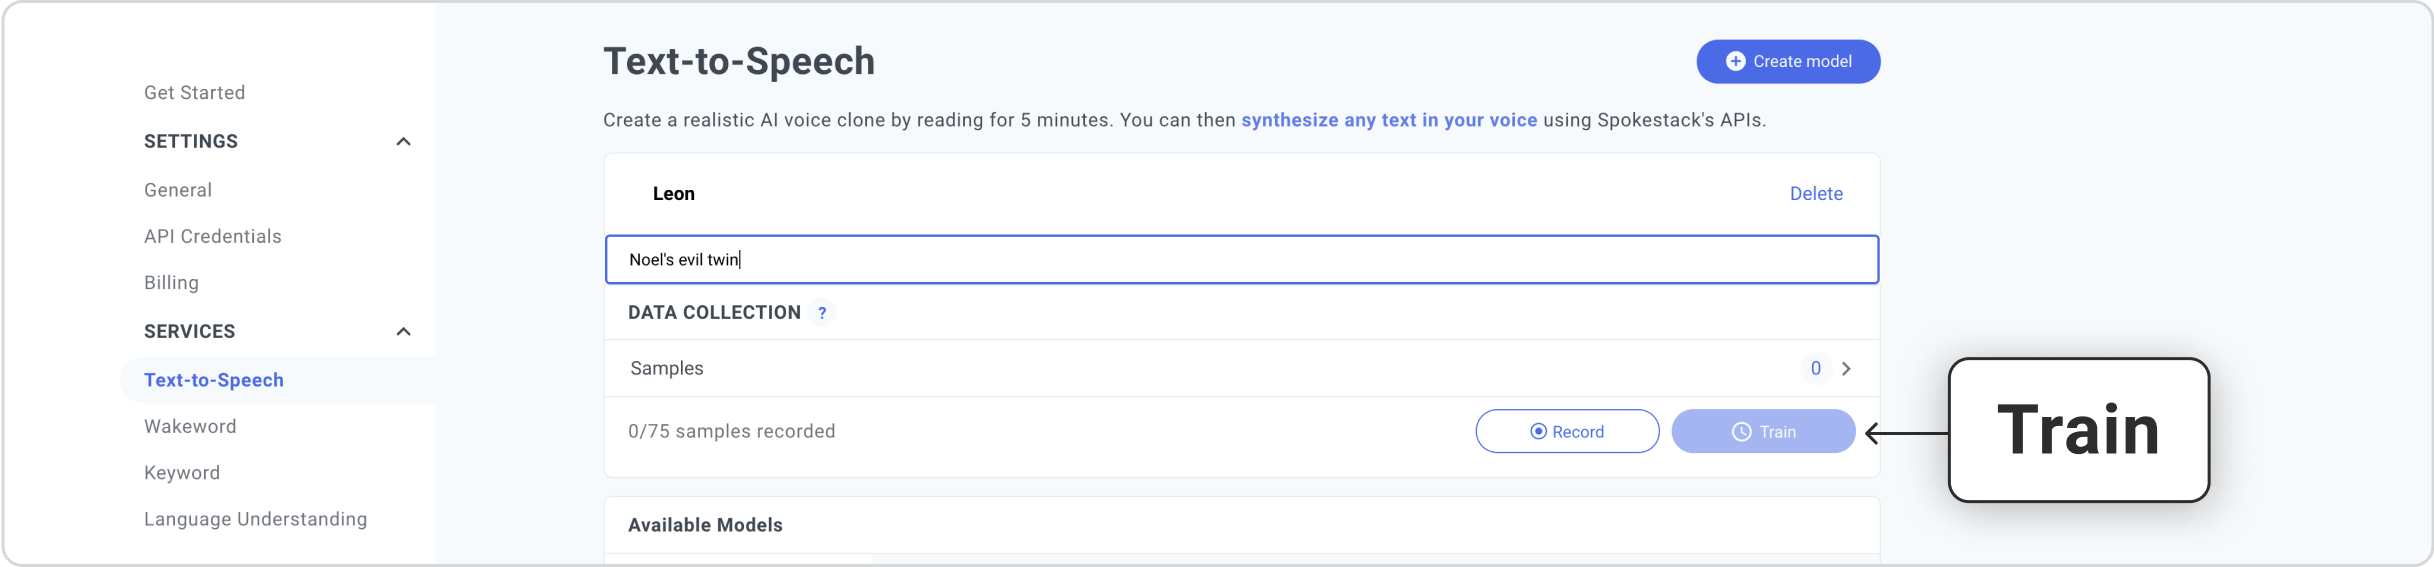 Get Started
SETTINGS
General
API Credentials
Billing
SERVICES
Text-to-Speech
Wakeword
Keyword
Language Understanding
Text-to-Speech
Create model
Create a realistic AI voice clone by reading for 5 minutes. You can then synthesize any text in your voice using Spokestack's APIs.
Leon
Delete
Noel's evil twin
DATA COLLECTION ?
Samples
0
0/75 samples recorded
Record
Train
Train
Available Models